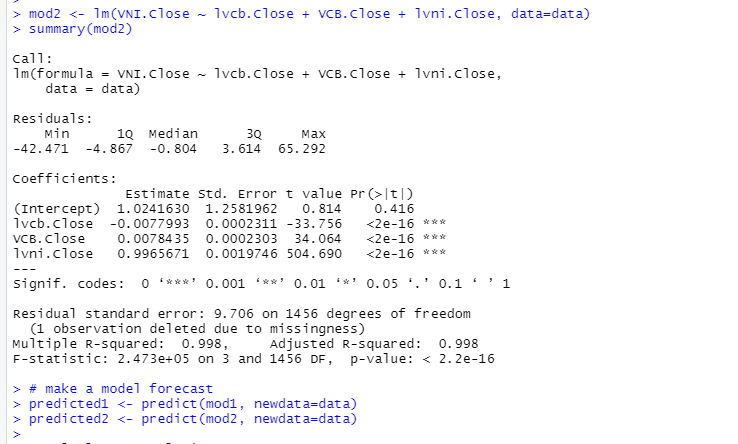 > mod2 <- lm(VNI.Close ~ lvcb.Close + VCB.Close + lvni.Close, data=data)
> summary(mod2)
Call:
lm(formula = VNI.Close ~ lvcb.Close + VCB.Close + lvni.Close,
    data = data)
Residuals:
    Min      1Q  Median      3Q     Max
-42.471  -4.867  -0.804   3.614  65.292
Coefficients:
              Estimate Std. Error t value Pr(>|t|)
(Intercept)  1.0241630  1.2581962   0.814    0.416
lvcb.Close  -0.0077993  0.0002311 -33.756   <2e-16 ***
VCB.Close    0.0078435  0.0002303  34.064   <2e-16 ***
lvni.Close   0.9965671  0.0019746 504.690   <2e-16 ***
---
Signif. codes:  0 ‘***’ 0.001 ‘**’ 0.01 ‘*’ 0.05 ‘.’ 0.1 ‘ ’ 1
Residual standard error: 9.706 on 1456 degrees of freedom
  (1 observation deleted due to missingness)
Multiple R-squared:  0.998,     Adjusted R-squared:  0.998
F-statistic: 2.473e+05 on 3 and 1456 DF,  p-value: < 2.2e-16
> # make a model forecast
> predicted1 <- predict(mod1, newdata=data)
> predicted2 <- predict(mod2, newdata=data)
>